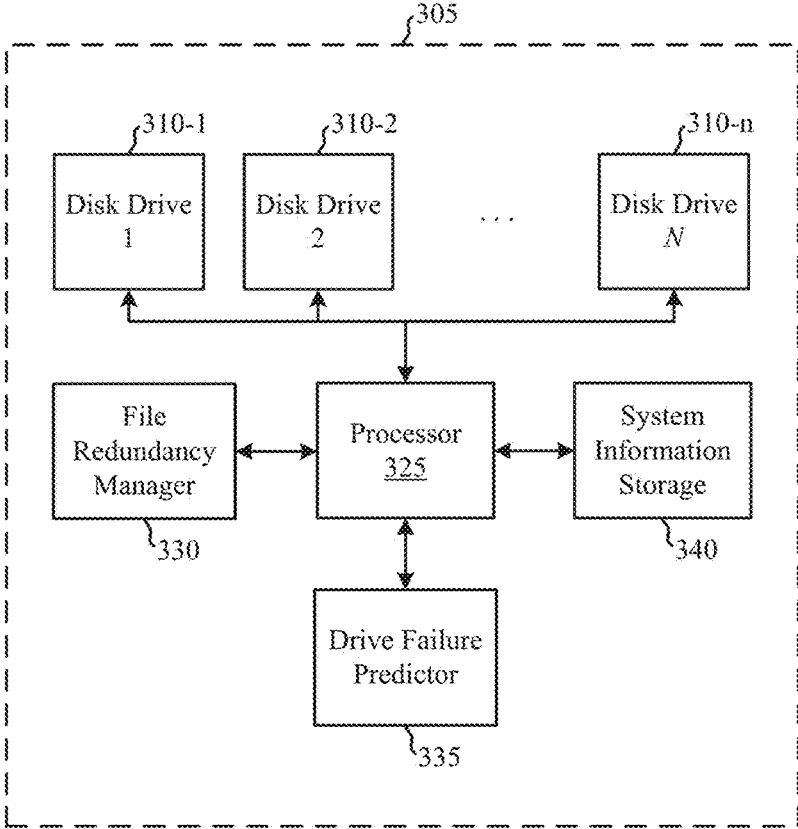 305
310-1
310-2
310-n
Disk Drive
1
Disk Drive
2
...
Disk Drive
N
File
Redundancy
Manager
330
Processor
325
System
Information
Storage
340
Drive Failure
Predictor
335